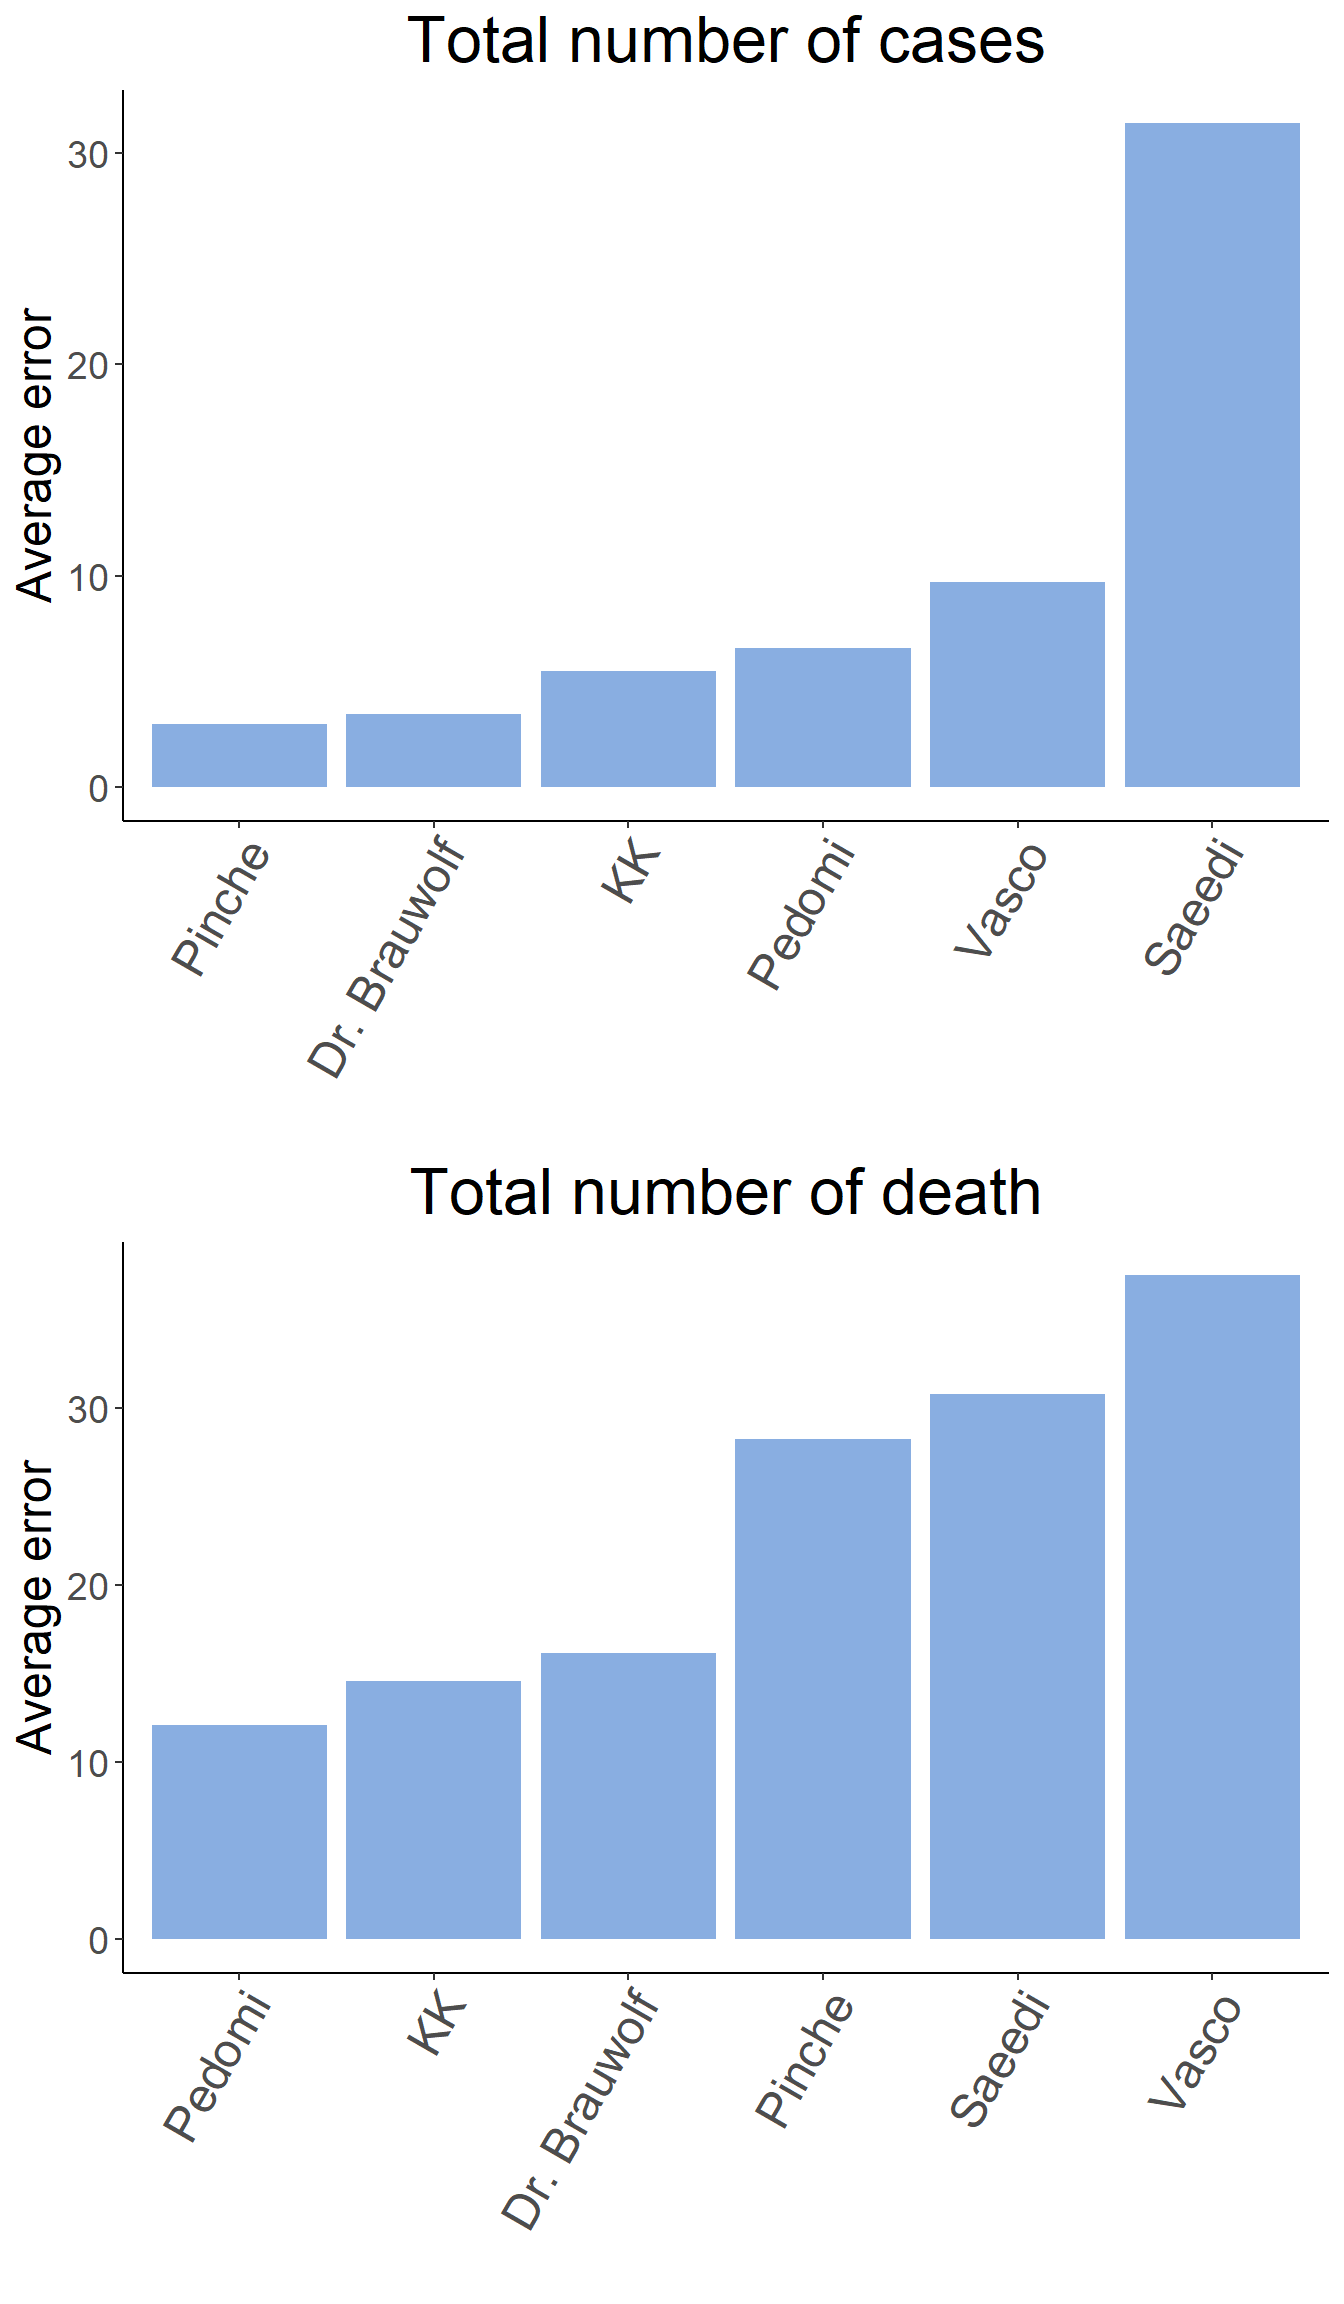 Total number of cases
Average error
30
20
10
0
Pinche
Dr. Brauwolf
KK
Pedomi
Vasco
Saeedi
Total number of death
Average error
30
20
10
0
Pedomi
KK
Dr. Brauwolf
Pinche
Saeedi
Vasco